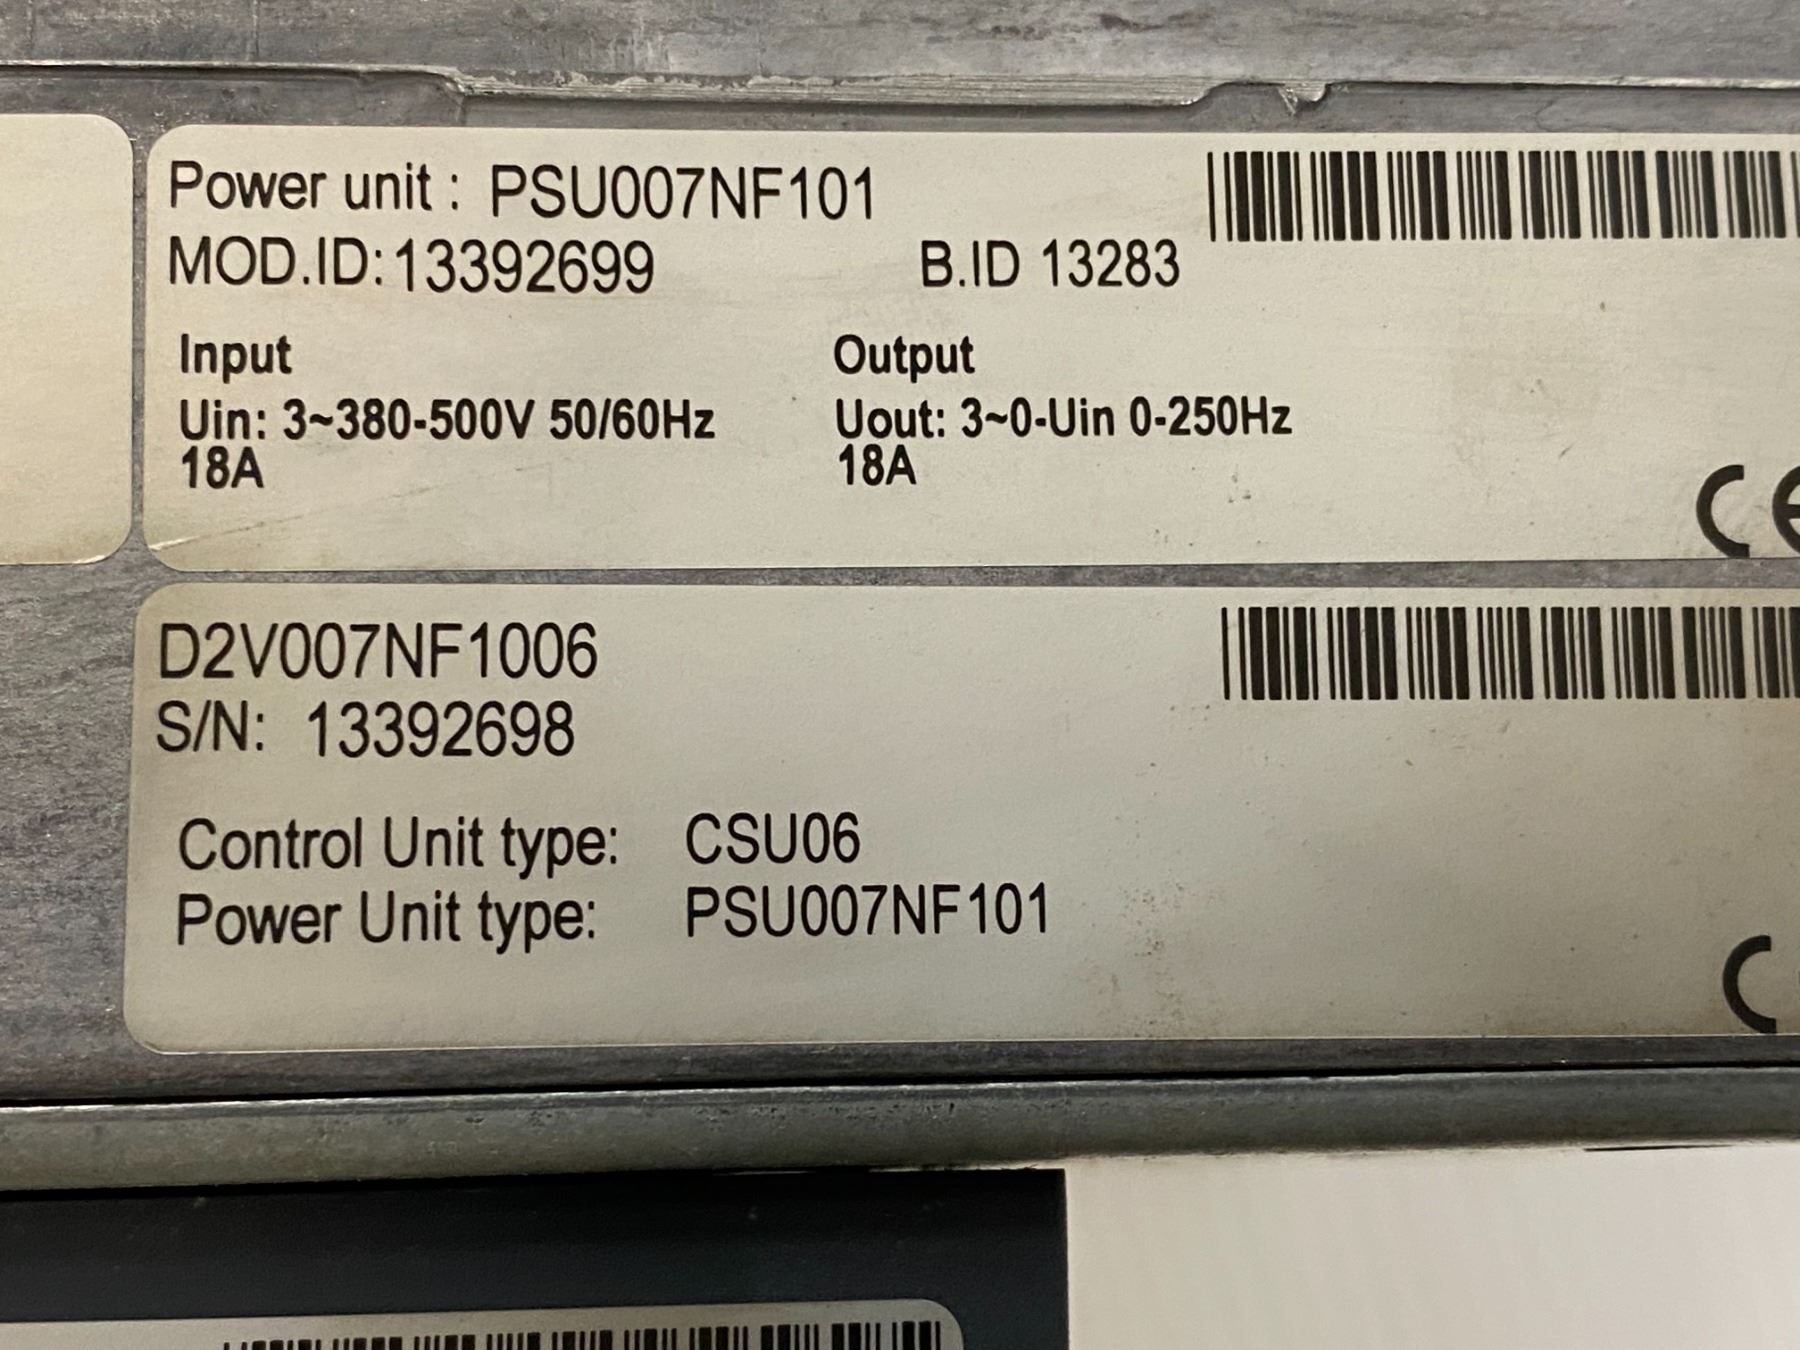 Power unit : PSU007NF101
MOD.ID: 13392699 B.ID 13283
Input Output
Uin: 3~380-500V 50/60Hz Uout: 3~0-Uin 0-250Hz
18A 18A
CE
D2V007NF1006
S/N: 13392698
Control Unit type: CSU06
Power Unit type: PSU007NF101
C